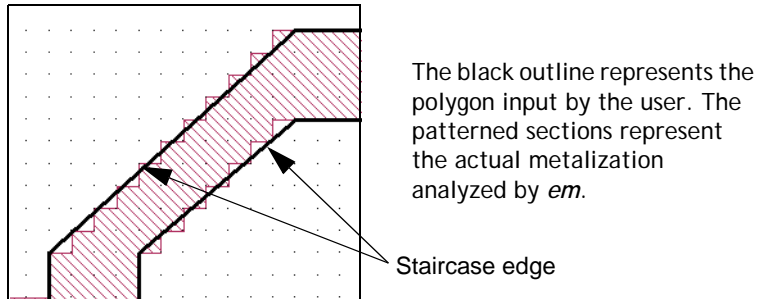 The black outline represents the
polygon input by the user. The
patterned sections represent
the actual metalization
analyzed by em.
Staircase edge